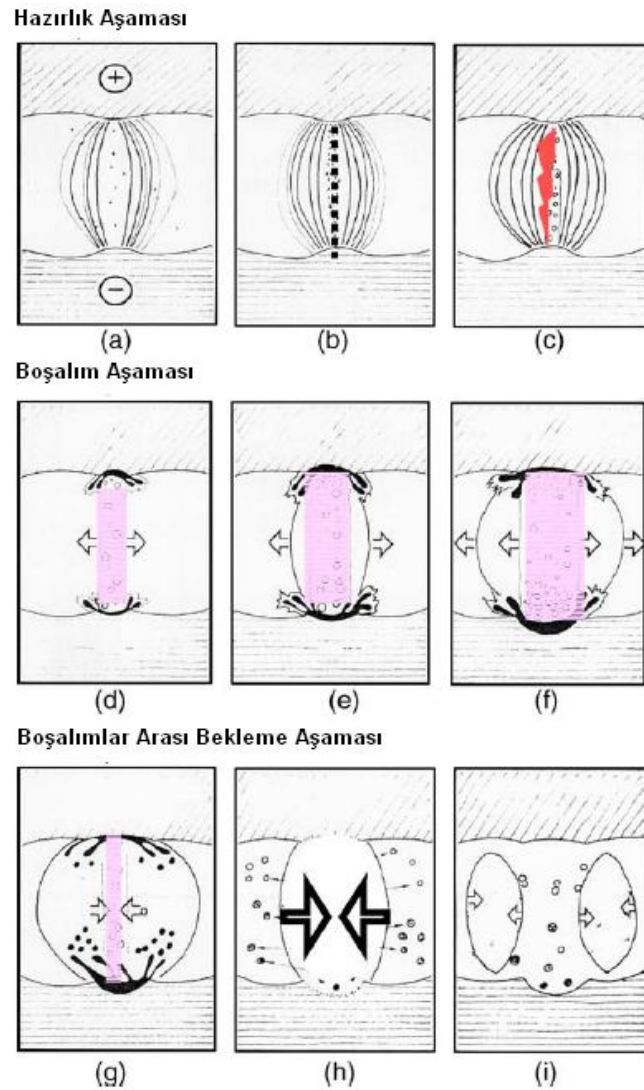 Hazırlık Aşaması
+
−
(a) (b) (c)
Boşalım Aşaması
(d) (e) (f)
Boşalımlar Arası Bekleme Aşaması
(g) (h) (i)